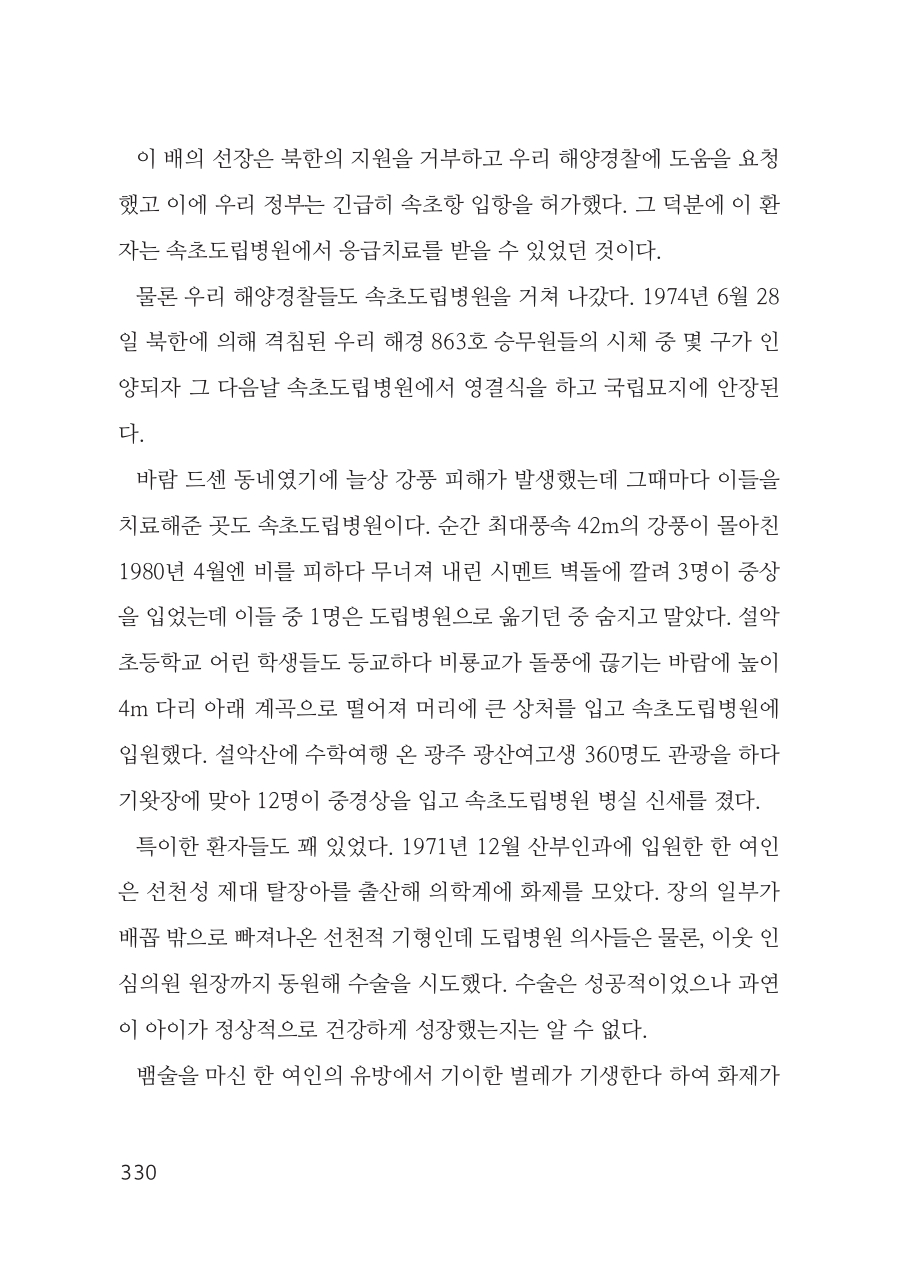 이 배의 선장은 북한의 지원을 거부하고 우리 해양경찰에 도움을 요청
했고 이에 우리 정부는 긴급히 속초항 입항을 허가했다. 그 덕분에 이 환
자는 속초도립병원에서 응급치료를 받을 수 있었던 것이다.
물론 우리 해양경찰들도 속초도립병원을 거쳐 나갔다. 1974년 6월 28
일 북한에 의해 격침된 우리 해경 863호 승무원들의 시체 중 몇 구가 인
양되자 그 다음날 속초도립병원에서 영결식을 하고 국립묘지에 안장된
다.
바람 드센 동네였기에 늘상 강풍 피해가 발생했는데 그때마다 이들을
치료해준 곳도 속초도립병원이다. 순간 최대풍속 42m의 강풍이 몰아친
1980년 4월엔 비를 피하다 무너져 내린 시멘트 벽돌에 깔려 3명이 중상
을 입었는데 이들 중 1명은 도립병원으로 옮기던 중 숨지고 말았다. 설악
초등학교 어린 학생들도 등교하다 비룡교가 돌풍에 끊기는 바람에 높이
4m 다리 아래 계곡으로 떨어져 머리에 큰 상처를 입고 속초도립병원에
입원했다. 설악산에 수학여행 온 광주 광산여고생 360명도 관광을 하다
기왓장에 맞아 12명이 중경상을 입고 속초도립병원 병실 신세를 졌다.
특이한 환자들도 꽤 있었다. 1971년 12월 산부인과에 입원한 한 여인
은 선천성 제대 탈장아를 출산해 의학계에 화제를 모았다. 장의 일부가
배꼽 밖으로 빠져나온 선천적 기형인데 도립병원 의사들은 물론, 이웃 인
심의원 원장까지 동원해 수술을 시도했다. 수술은 성공적이었으나 과연
이 아이가 정상적으로 건강하게 성장했는지는 알 수 없다.
뱀술을 마신 한 여인의 유방에서 기이한 벌레가 기생한다 하여 화제가
330